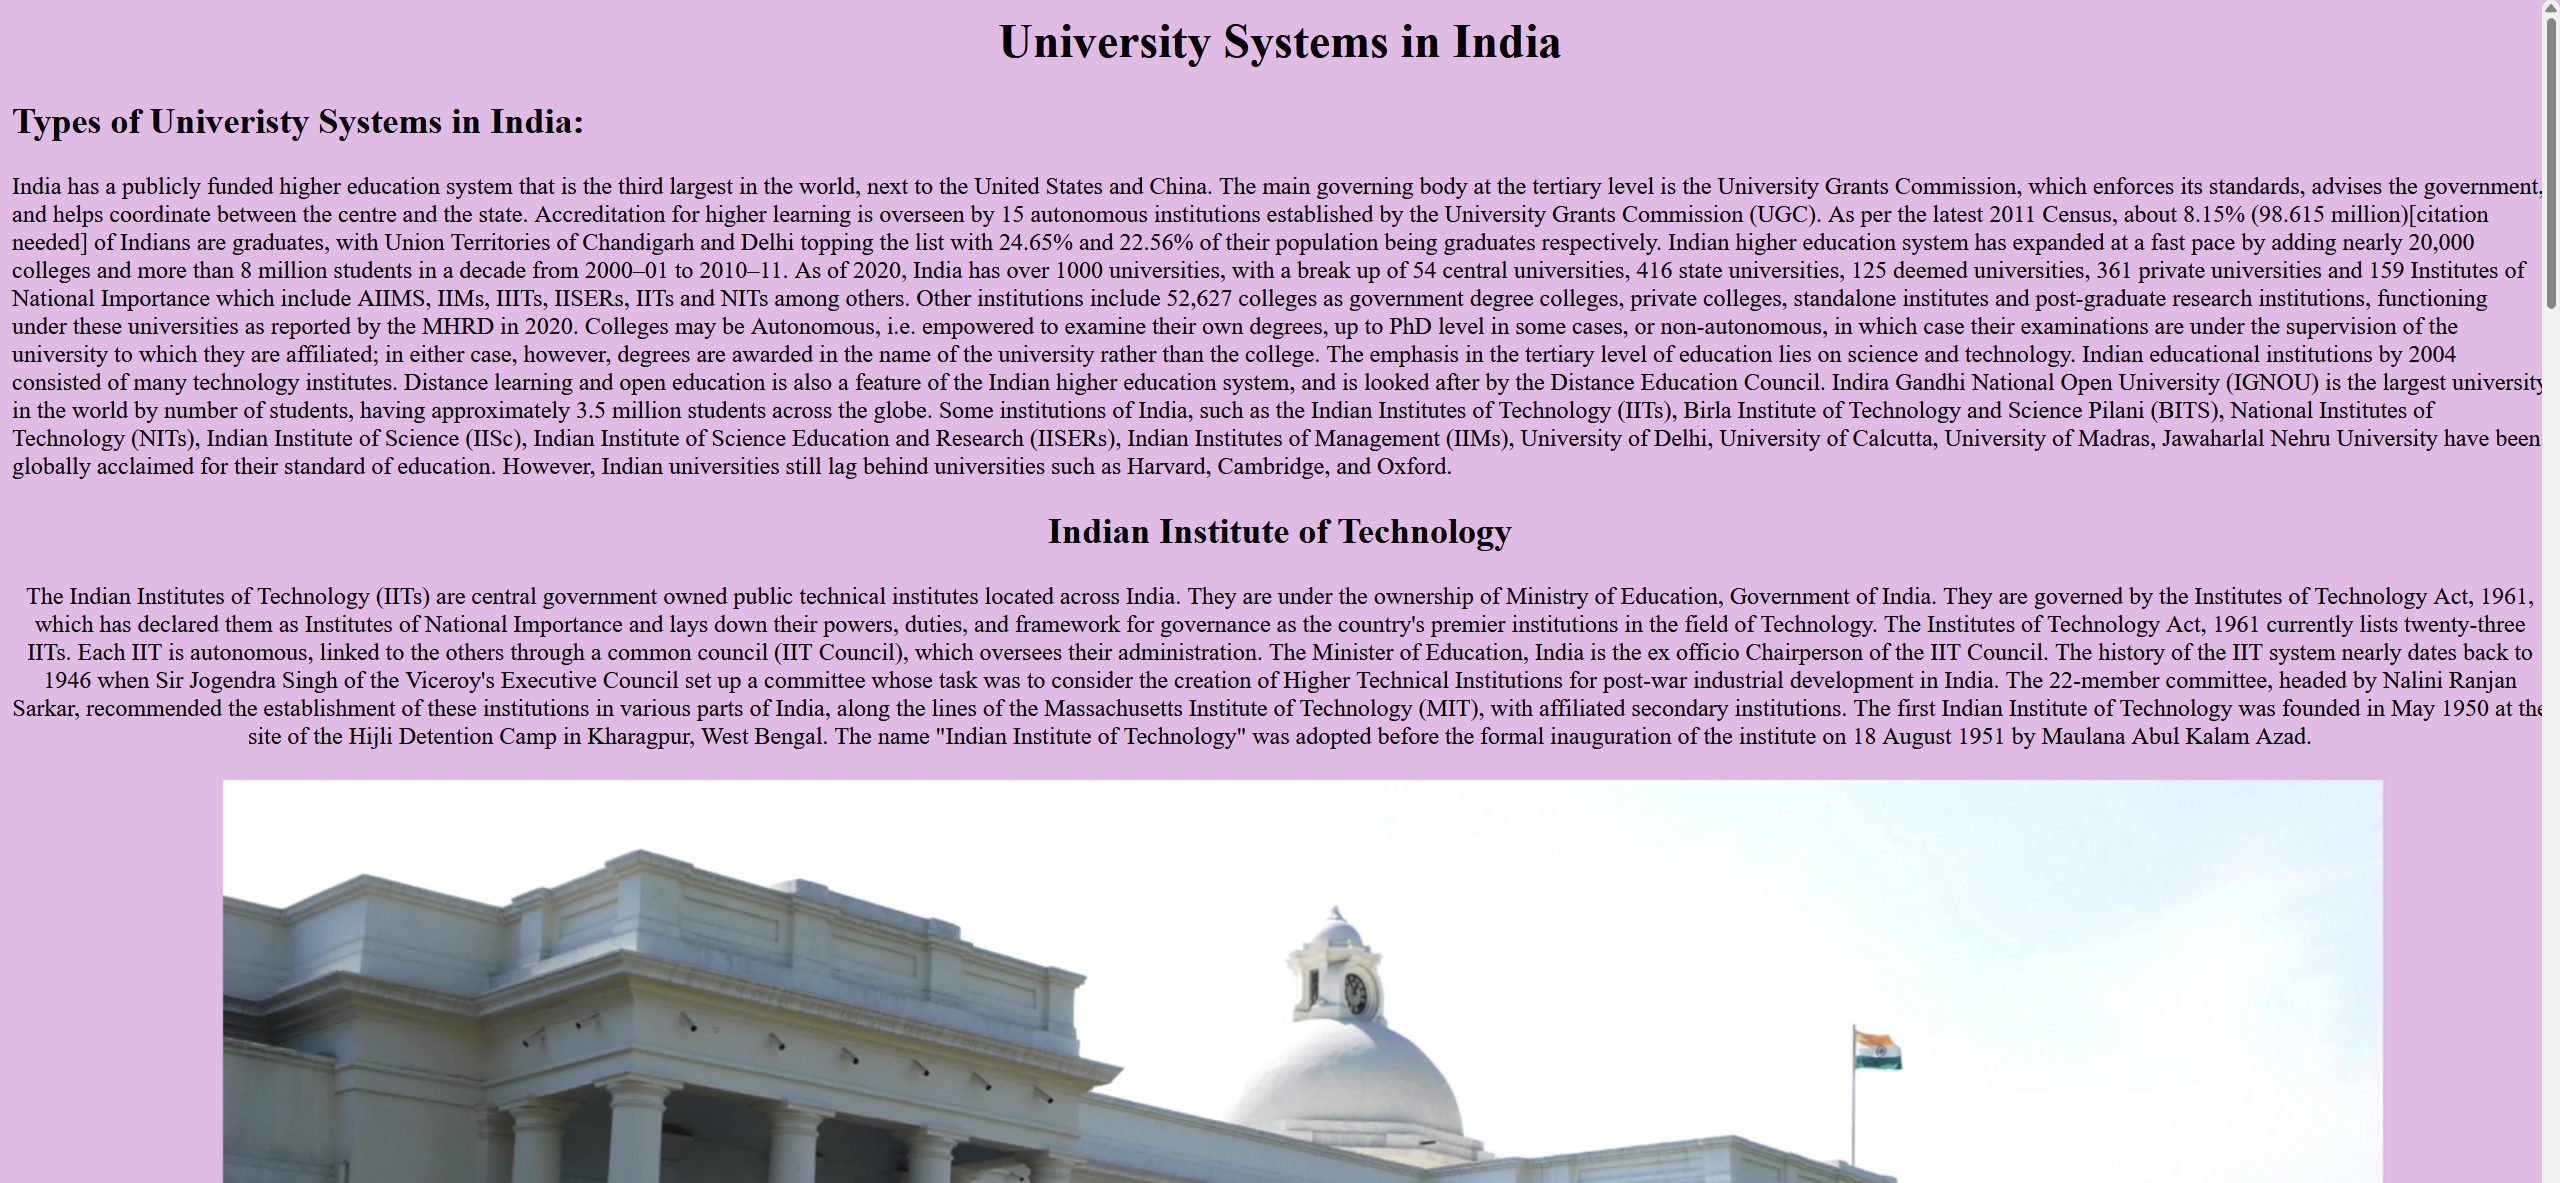 University Systems in India
Types of Univeristy Systems in India:
India has a publicly funded higher education system that is the third largest in the world, next to the United States and China. The main governing body at the tertiary level is the University Grants Commission, which enforces its standards, advises the government,
and helps coordinate between the centre and the state. Accreditation for higher learning is overseen by 15 autonomous institutions established by the University Grants Commission (UGC). As per the latest 2011 Census, about 8.15% (98.615 million)[citation
needed] of Indians are graduates, with Union Territories of Chandigarh and Delhi topping the list with 24.65% and 22.56% of their population being graduates respectively. Indian higher education system has expanded at a fast pace by adding nearly 20,000
colleges and more than 8 million students in a decade from 2000–01 to 2010–11. As of 2020, India has over 1000 universities, with a break up of 54 central universities, 416 state universities, 125 deemed universities, 361 private universities and 159 Institutes of
National Importance which include AIIMS, IIMs, IIITs, IISERs, IITs and NITs among others. Other institutions include 52,627 colleges as government degree colleges, private colleges, standalone institutes and post-graduate research institutions, functioning
under these universities as reported by the MHRD in 2020. Colleges may be Autonomous, i.e. empowered to examine their own degrees, up to PhD level in some cases, or non-autonomous, in which case their examinations are under the supervision of the
university to which they are affiliated; in either case, however, degrees are awarded in the name of the university rather than the college. The emphasis in the tertiary level of education lies on science and technology. Indian educational institutions by 2004
consisted of many technology institutes. Distance learning and open education is also a feature of the Indian higher education system, and is looked after by the Distance Education Council. Indira Gandhi National Open University (IGNOU) is the largest university
in the world by number of students, having approximately 3.5 million students across the globe. Some institutions of India, such as the Indian Institutes of Technology (IITs), Birla Institute of Technology and Science Pilani (BITS), National Institutes of
Technology (NITs), Indian Institute of Science (IISc), Indian Institute of Science Education and Research (IISERs), Indian Institutes of Management (IIMs), University of Delhi, University of Calcutta, University of Madras, Jawaharlal Nehru University have been
globally acclaimed for their standard of education. However, Indian universities still lag behind universities such as Harvard, Cambridge, and Oxford.
Indian Institute of Technology
The Indian Institutes of Technology (IITs) are central government owned public technical institutes located across India. They are under the ownership of Ministry of Education, Government of India. They are governed by the Institutes of Technology Act, 1961,
which has declared them as Institutes of National Importance and lays down their powers, duties, and framework for governance as the country's premier institutions in the field of Technology. The Institutes of Technology Act, 1961 currently lists twenty-three
IITs. Each IIT is autonomous, linked to the others through a common council (IIT Council), which oversees their administration. The Minister of Education, India is the ex officio Chairperson of the IIT Council. The history of the IIT system nearly dates back to
1946 when Sir Jogendra Singh of the Viceroy's Executive Council set up a committee whose task was to consider the creation of Higher Technical Institutions for post-war industrial development in India. The 22-member committee, headed by Nalini Ranjan
Sarkar, recommended the establishment of these institutions in various parts of India, along the lines of the Massachusetts Institute of Technology (MIT), with affiliated secondary institutions. The first Indian Institute of Technology was founded in May 1950 at the
site of the Hijli Detention Camp in Kharagpur, West Bengal. The name "Indian Institute of Technology" was adopted before the formal inauguration of the institute on 18 August 1951 by Maulana Abul Kalam Azad.